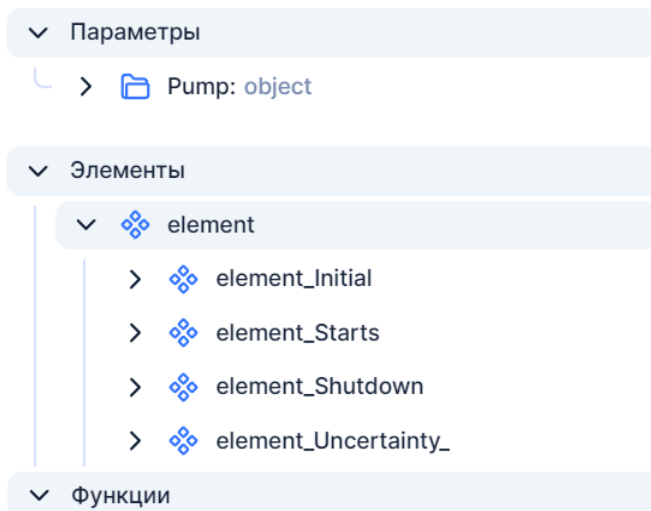 Параметры
Pump: object
Элементы
element
element_Initial
element_Starts
element_Shutdown
element_Uncertainty_
Функции